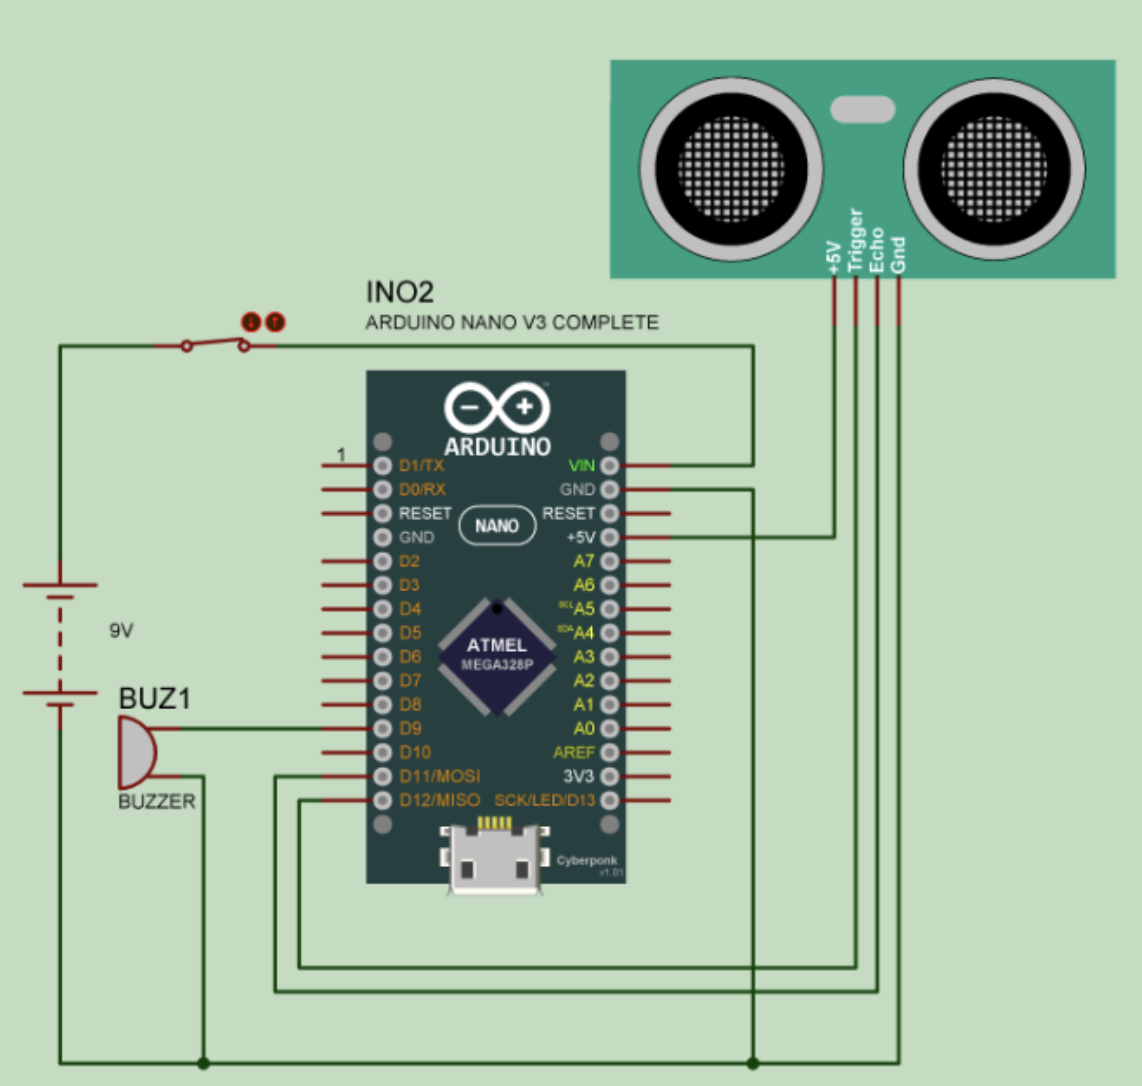 +5V
Trigger
Echo
Gnd
INO2
ARDUINO NANO V3 COMPLETE
ARDUINO
1
D1/TX
D0/RX
RESET
GND
D2
D3
D4
D5
D6
D7
D8
D9
D10
D11/MOSI
D12/MISO
NANO
ATMEL
MEGA328P
VIN
GND
RESET
+5V
A7
A6
SCL A5
SDA A4
A3
A2
A1
A0
AREF
3V3
SCK/LED/D13
Cyberponk
v1.01
9V
BUZ1
BUZZER